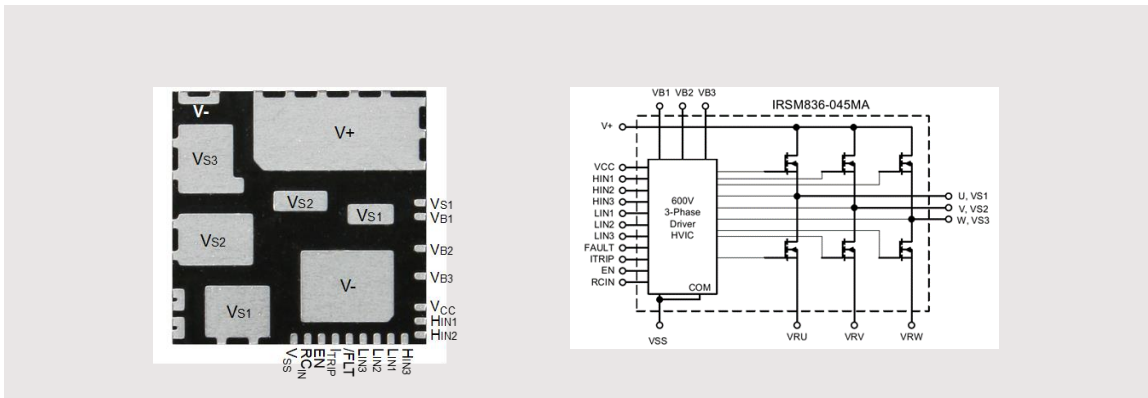 V-
V+
VS3
VS2
VS1
VS1
VB1
VS2
VB2
V-
VB3
VS1
VCC
HIN1
HIN2
VSS
RCIN
EN
ITRIP
/FLT
LIN3
LIN2
LIN1
HIN3
VB1 VB2 VB3
IRSM836-045MA
V+
VCC
HIN1
HIN2
HIN3
LIN1
LIN2
LIN3
FAULT
ITRIP
EN
RCIN
600V
3-Phase
Driver
HVIC
COM
U, VS1
V, VS2
W, VS3
VSS
VRU
VRV
VRW